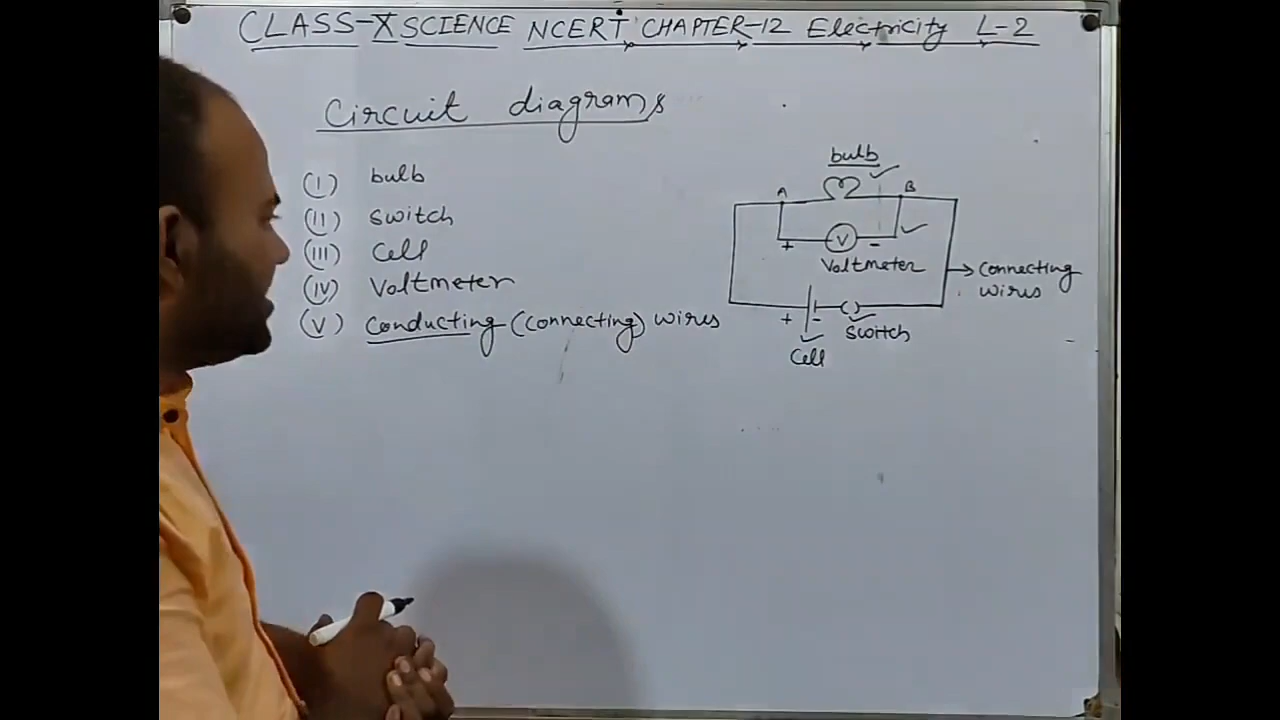 CLASS-X SCIENCE NCERT CHAPTER-12 Electricity L-2
Circuit diagrams
(I) bulb
(II) switch
(III) Cell
(IV) Voltmeter
(V) Conducting (Connecting) wires
bulb
A B
V
+ -
Voltmeter
Connecting
wires
+ -
switch
Cell